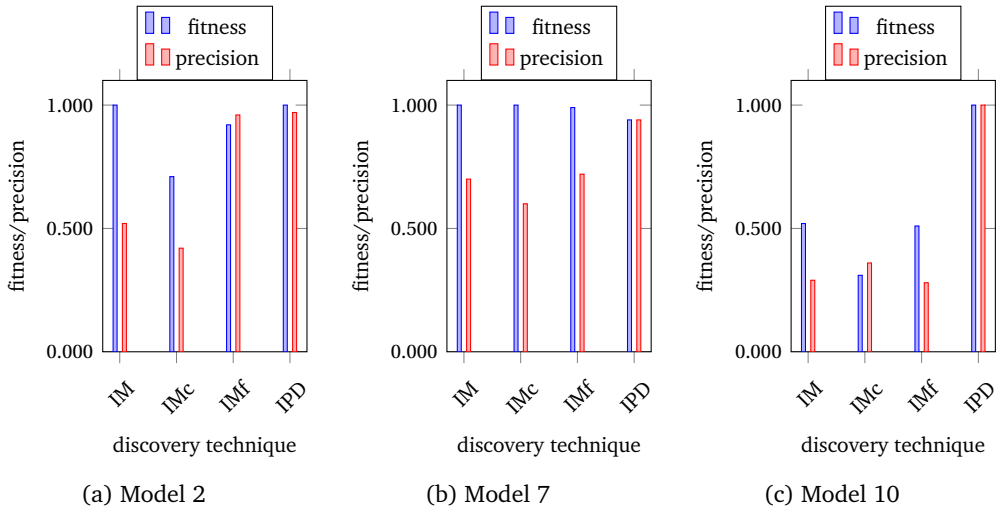 fitness
precision
1.000
0.500
0.000
fitness/precision
IM
IMc
IMf
IPD
discovery technique
(a) Model 2
fitness
precision
1.000
0.500
0.000
fitness/precision
IM
IMc
IMf
IPD
discovery technique
(b) Model 7
fitness
precision
1.000
0.500
0.000
fitness/precision
IM
IMc
IMf
IPD
discovery technique
(c) Model 10